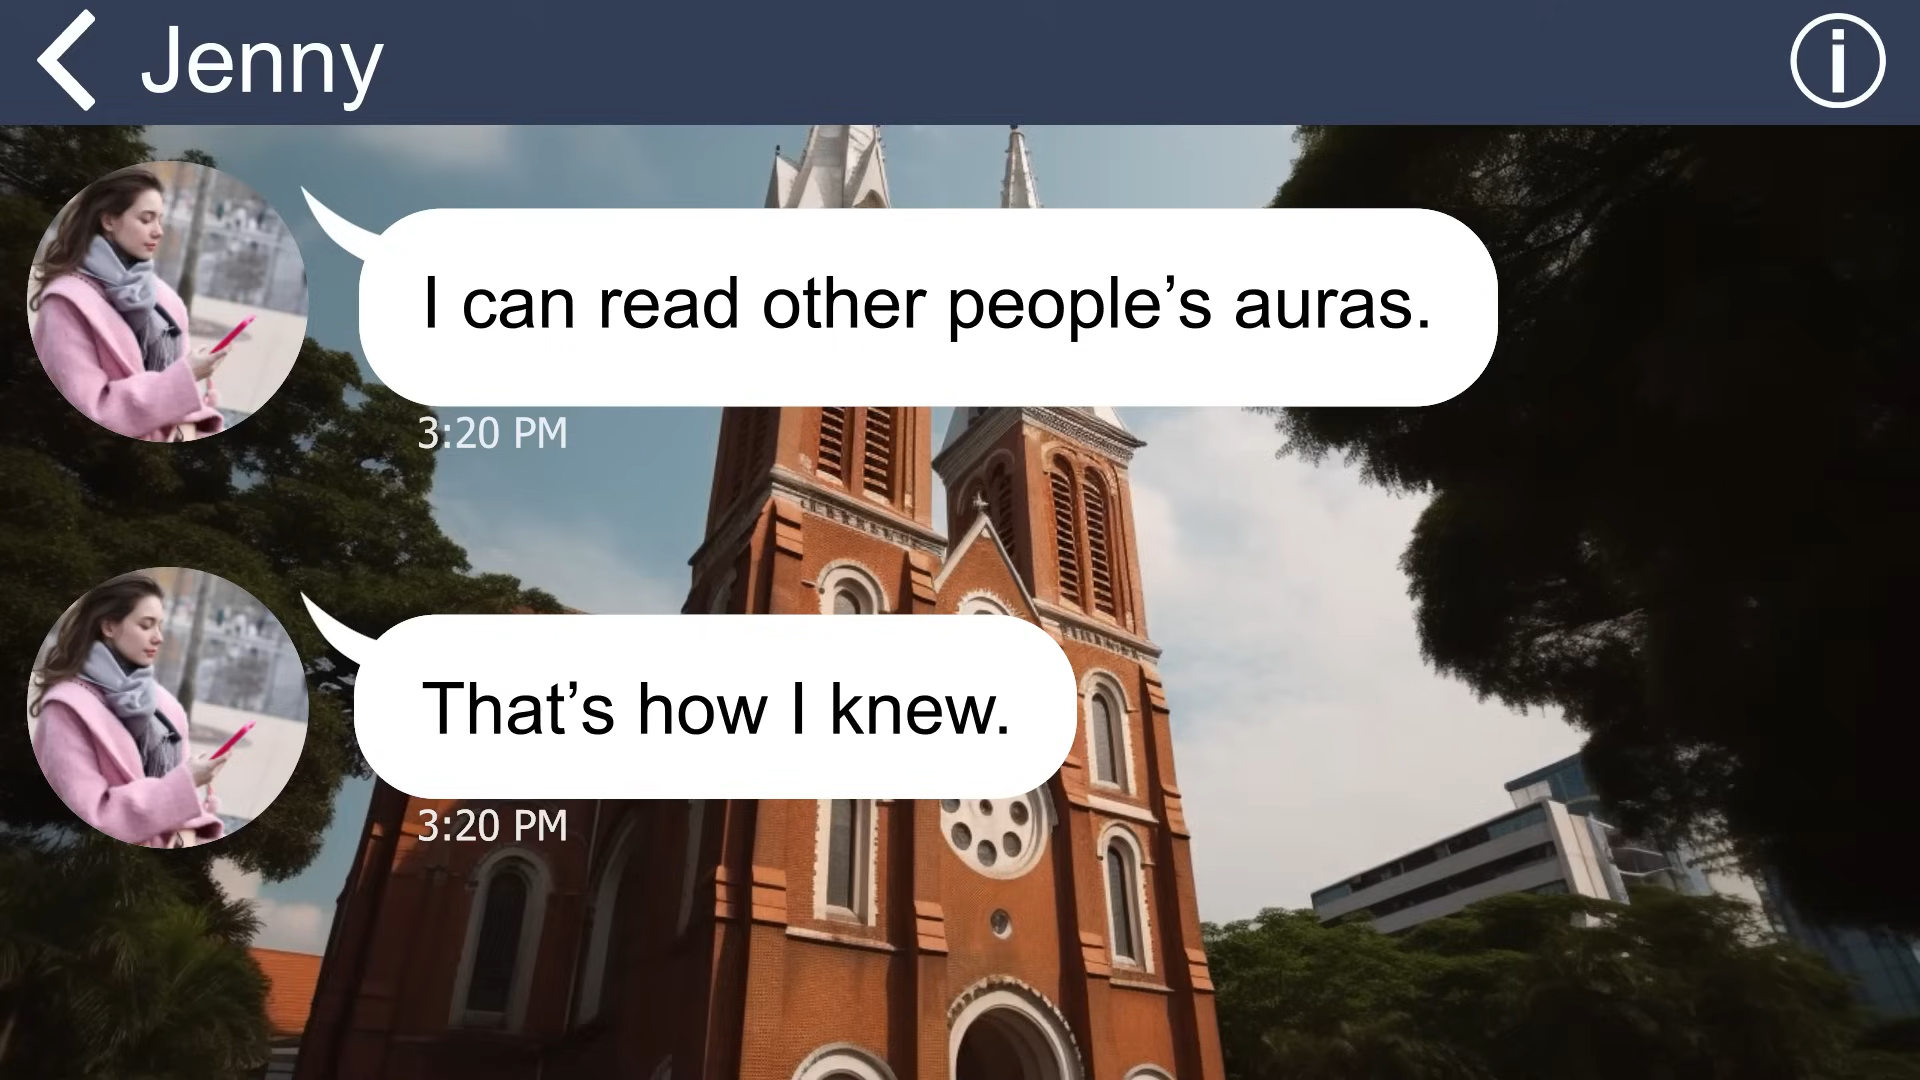 Jenny
I can read other people’s auras.
3:20 PM
That’s how I knew.
3:20 PM